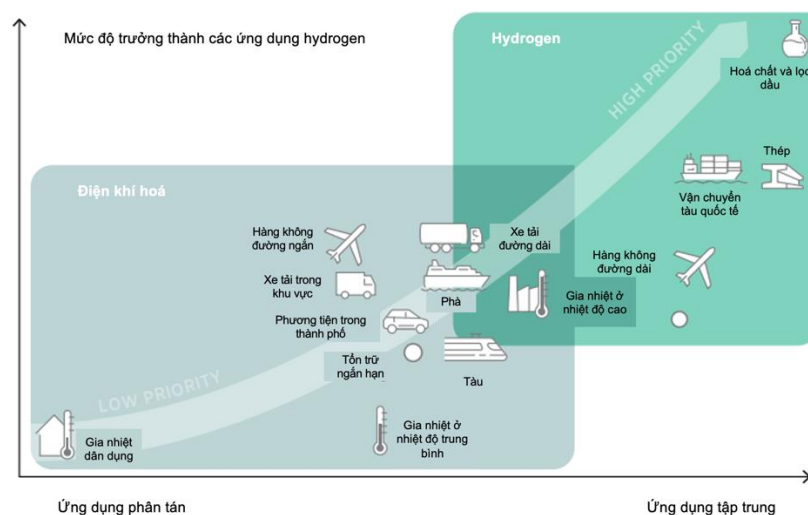 Mức độ trưởng thành các ứng dụng hydrogen
Hydrogen
HIGH PRIORITY
Hoá chất và lọc
dầu
Thép
Vận chuyển
tàu quốc tế
Điện khí hoá
Hàng không
đường ngắn
Xe tải
đường dài
Hàng không
đường dài
Xe tải trong
khu vực
Phà
Gia nhiệt ở
nhiệt độ cao
Phương tiện trong
thành phố
Tồn trữ
ngắn hạn
Tàu
LOW PRIORITY
Gia nhiệt
dân dụng
Gia nhiệt ở
nhiệt độ trung
bình
Ứng dụng phân tán
Ứng dụng tập trung